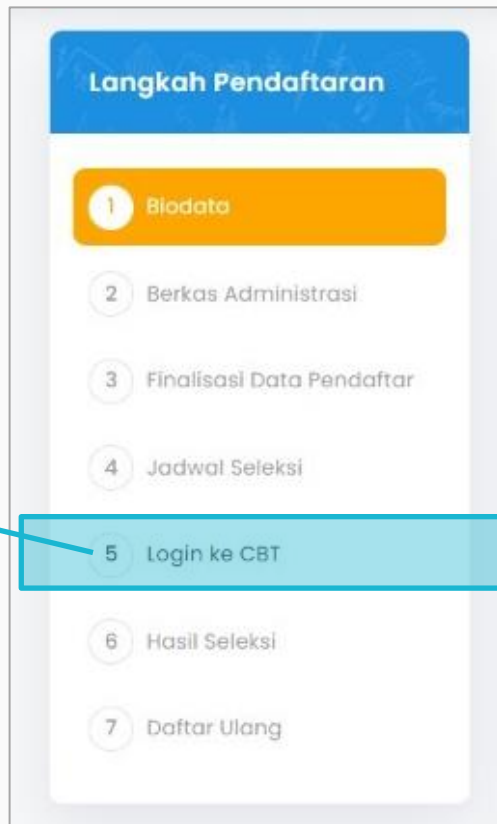 Langkah Pendaftaran
1 Biodata
2 Berkas Administrasi
3 Finalisasi Data Pendaftar
4 Jadwal Seleksi
5 Login ke CBT
6 Hasil Seleksi
7 Daftar Ulang